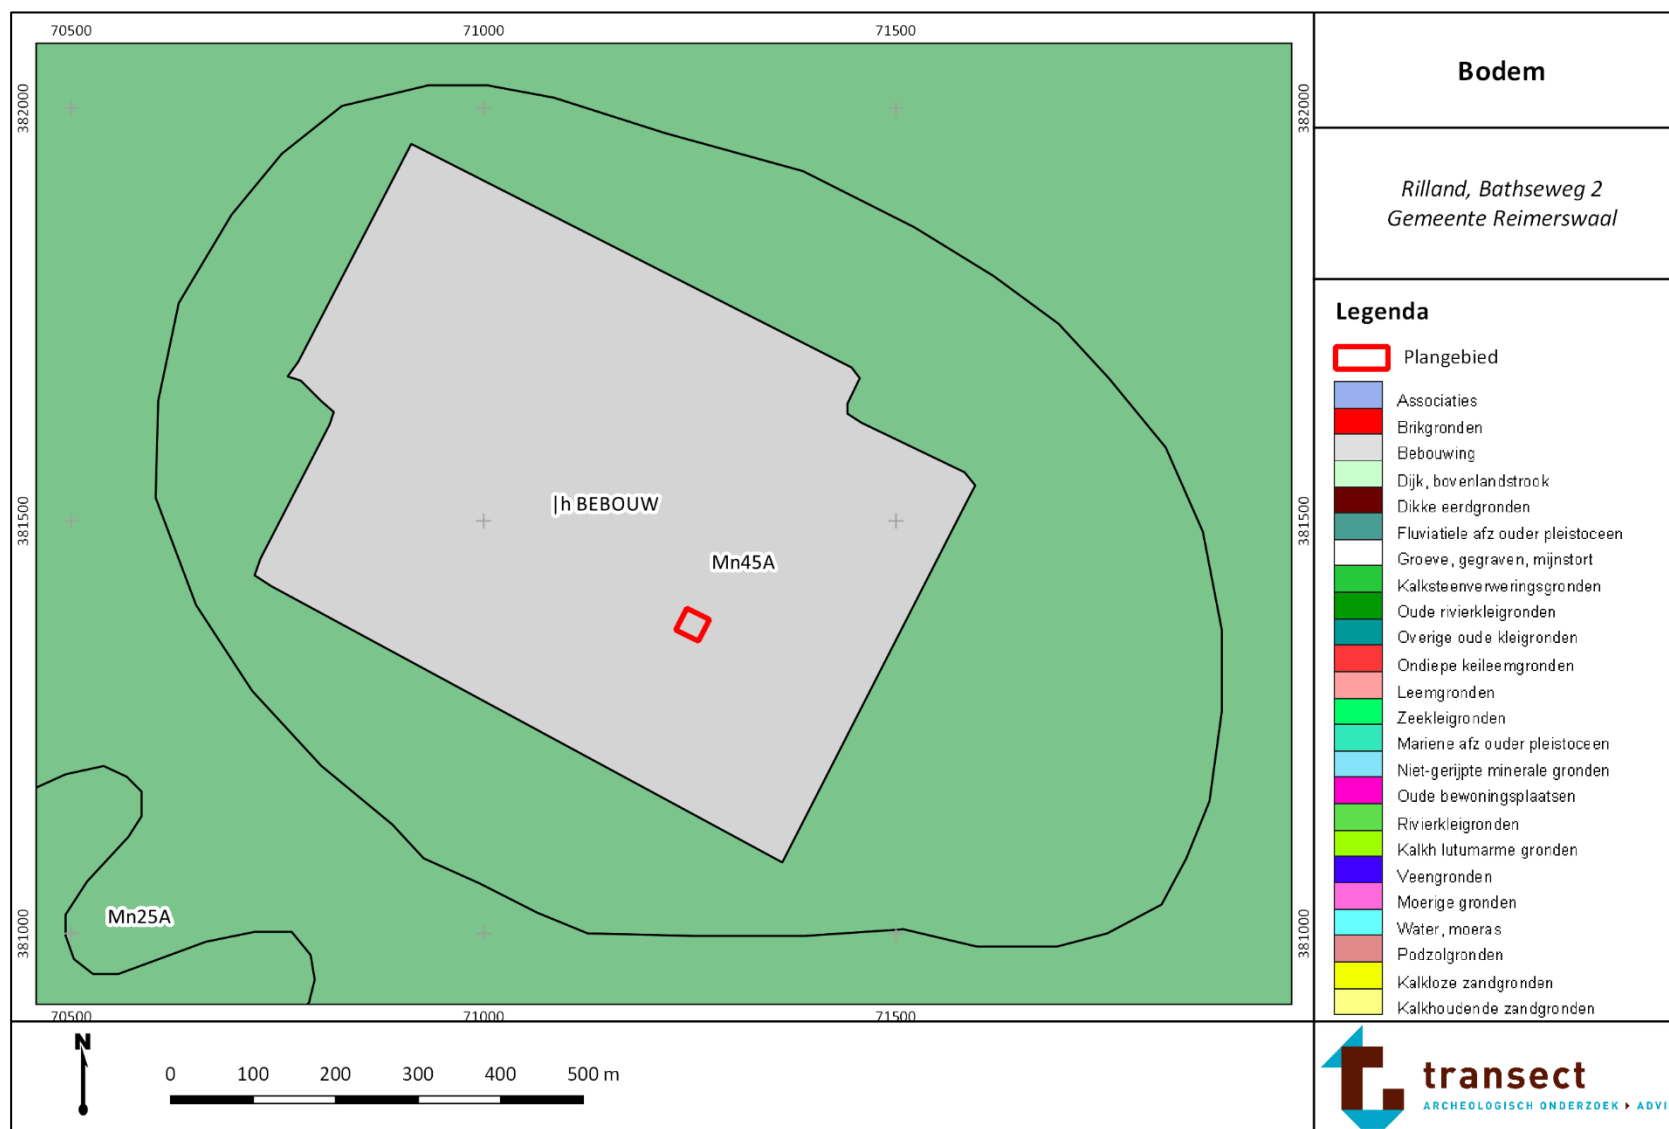 70500 71000 71500
382000
382000
381500
381500
381000
381000
|h BEBOUW
Mn45A
Mn25A
70500 71000 71500
N
0 100 200 300 400 500 m
Bodem
Rilland, Bathseweg 2
Gemeente Reimerswaal
Legenda
Plangebied
Associaties
Brikgronden
Bebouwing
Dijk, bovenlandstrook
Dikke eerdgronden
Fluviatiele afz ouder pleistoceen
Groeve, gegraven, mijnstort
Kalksteenverweringsgronden
Oude rivierkleigronden
Overige oude kleigronden
Ondiepe keileemgronden
Leemgronden
Zeekleigronden
Mariene afz ouder pleistoceen
Niet-gerijpte minerale gronden
Oude bewoningsplaatsen
Rivierkleigronden
Kalkh lutumarme gronden
Veengronden
Moerige gronden
Water, moeras
Podzolgronden
Kalkloze zandgronden
Kalkhoudende zandgronden
transect
ARCHEOLOGISCH ONDERZOEK ▸ ADVI